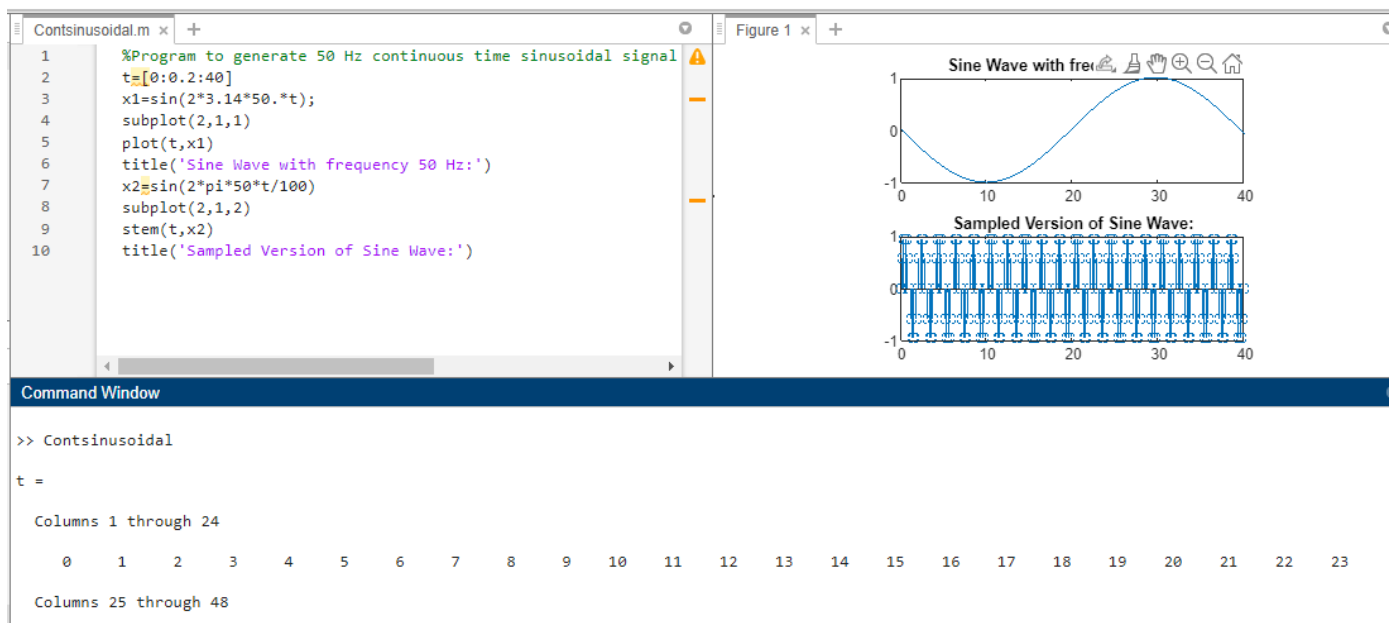 Contsinusoidal.m × +
1 %Program to generate 50 Hz continuous time sinusoidal signal
2 t=[0:0.2:40]
3 x1=sin(2*3.14*50.*t);
4 subplot(2,1,1)
5 plot(t,x1)
6 title('Sine Wave with frequency 50 Hz:')
7 x2=sin(2*pi*50*t/100)
8 subplot(2,1,2)
9 stem(t,x2)
10 title('Sampled Version of Sine Wave:')
Figure 1 × +
Sine Wave with
1
0
-1
0 10 20 30 40
Sampled Version of Sine Wave:
1
0
-1
0 10 20 30 40
Command Window
>> Contsinusoidal
t =
Columns 1 through 24
0 1 2 3 4 5 6 7 8 9 10 11 12 13 14 15 16 17 18 19 20 21 22 23
Columns 25 through 48